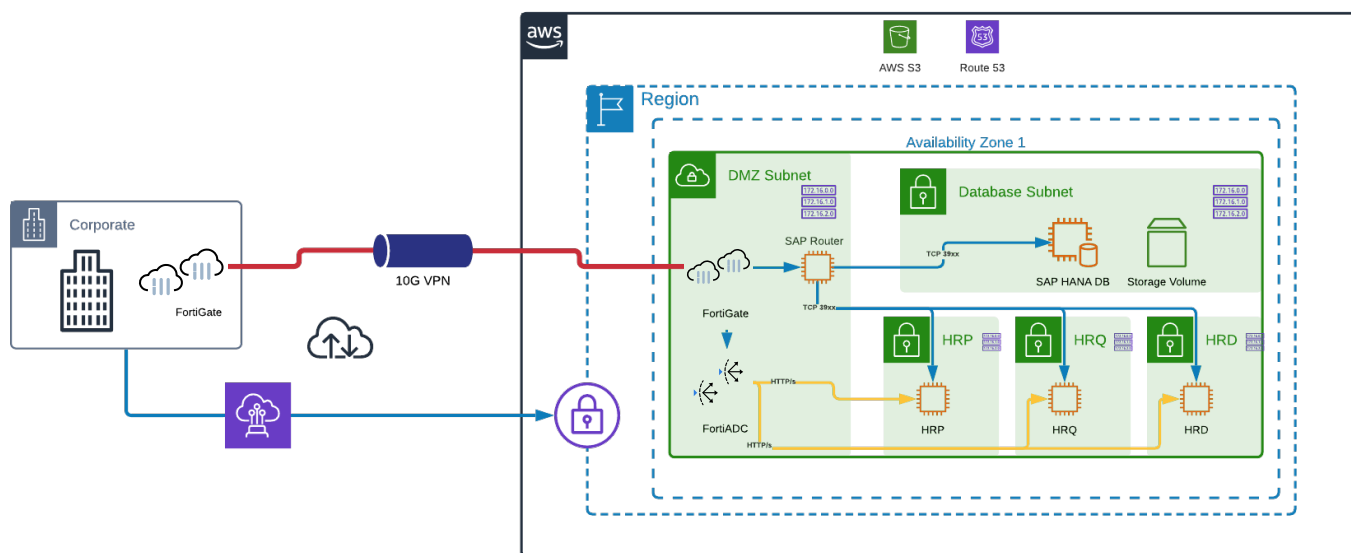 aws
AWS S3
53
Route 53
Region
Availability Zone 1
DMZ Subnet
172.16.0.0
172.16.1.0
172.16.2.0
Database Subnet
172.16.0.0
172.16.1.0
172.16.2.0
Corporate
FortiGate
10G VPN
SAP Router
TCP 39xx
SAP HANA DB
Storage Volume
FortiGate
TCP 39xx
HRP
HRQ
HRD
HTTP/s
FortiADC
HRP
HRQ
HRD
HTTP/s